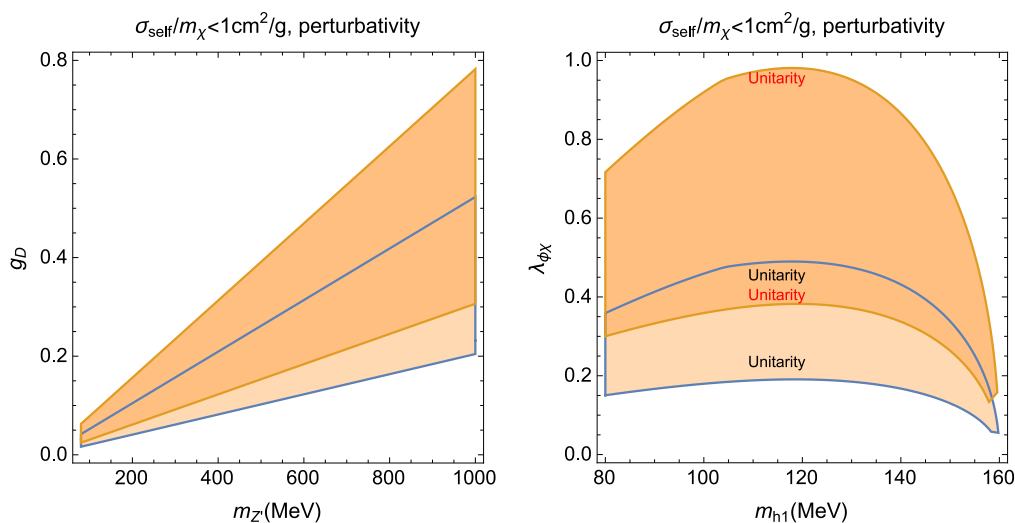 σself/mχ<1cm²/g, perturbativity
0.8
0.6
0.4
0.2
0.0
gD
200
400
600
800
1000
mZ'(MeV)
σself/mχ<1cm²/g, perturbativity
1.0
0.8
0.6
0.4
0.2
0.0
λϕχ
Unitarity
Unitarity
Unitarity
Unitarity
80
100
120
140
160
mh1(MeV)